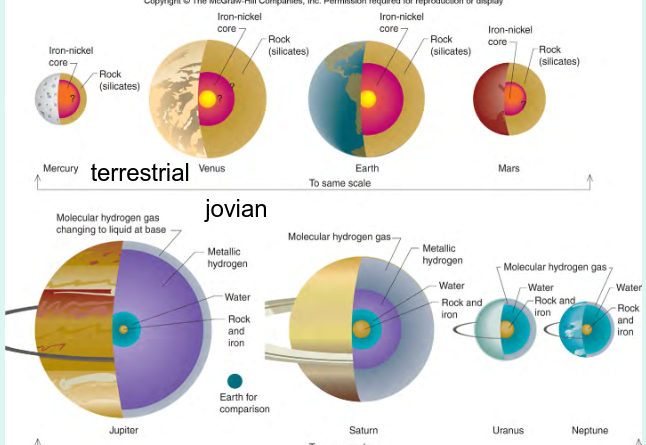 Copyright © The McGraw-Hill Companies, Inc. Permission required for reproduction or display
Iron-nickel
core
Rock
(silicates)
?
Mercury
Iron-nickel
core
Rock
(silicates)
?
?
Venus
Iron-nickel
core
Rock
(silicates)
Earth
Iron-nickel
core
Rock
(silicates)
?
Mars
terrestrial
To same scale
jovian
Molecular hydrogen gas
changing to liquid at base
Metallic
hydrogen
Water
Rock
and
iron
Earth for
comparison
Jupiter
Molecular hydrogen gas
Metallic
hydrogen
Water
Rock and
iron
Saturn
Molecular hydrogen gas
Water
Rock and
iron
Uranus
Water
Rock
and
iron
Neptune